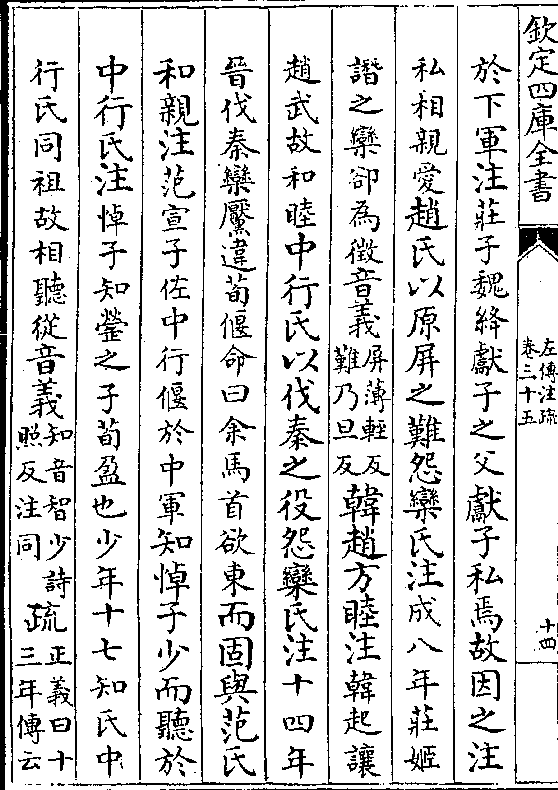 欽定四庫全書
左傳注疏
卷三十五
十四
於下軍注莊子魏絳獻子之父獻子私焉故因之注
私相親愛趙氏以原屏之難怨欒氏注成八年莊姬
譖之欒郤為徵音義屏薄輕反難乃旦反韓趙方睦注韓起讓
趙武故和睦中行氏以伐秦之役怨欒氏注十四年
晉伐秦欒黶違荀偃命曰余馬首欲東而固與范氏
和親注范宣子佐中行偃於中軍知悼子少而聽於
中行氏注悼子知罃之子荀盈也少年十七知氏中
行氏同祖故相聽從音義知音智少詩照反注同疏正義曰十三年傳云